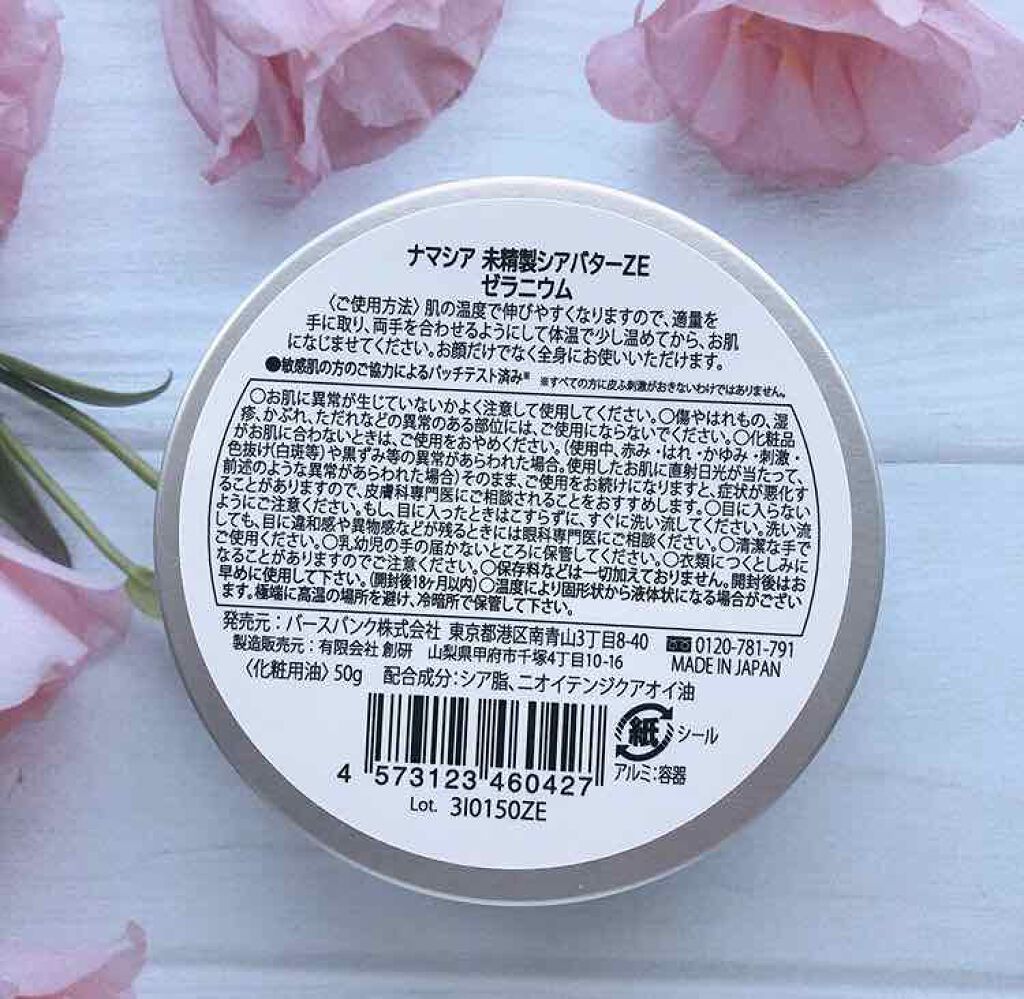 ナマシア 未精製シアバターZE
ゼラニウム
〈ご使用方法〉肌の温度で伸びやすくなりますので、適量を
手に取り、両手を合わせるようにして体温で少し温めてから、お肌
になじませてください。お顔だけでなく全身にお使いいただけます。
●敏感肌の方のご協力によるパッチテスト済み※ ※すべての方に皮ふ刺激がおきないわけではありません。
○お肌に異常が生じていないかよく注意して使用してください。○傷やはれもの、湿
疹、かぶれ、ただれなどの異常のある部位には、ご使用にならないでください。○化粧品
がお肌に合わないときは、ご使用をおやめください。(使用中、赤み・はれ・かゆみ・刺激・
色抜け(白斑等)や黒ずみ等の異常があらわれた場合。使用したお肌に直射日光が当たって、
前述のような異常があらわれた場合)そのまま、ご使用をお続けになりますと、症状が悪化す
ることがありますので、皮膚科専門医にご相談されることをおすすめします。○目に入らない
ようにご注意ください。もし、目に入ったときはこすらずに、すぐに洗い流してください。洗い流
しても、目に違和感や異物感などが残るときには眼科専門医にご相談ください。○清潔な手で
ご使用ください。○乳幼児の手の届かないところに保管してください。○衣類につくとしみに
なることがありますのでご注意ください。○保存料などは一切加えておりません。開封後はお
早めに使用して下さい。(開封後18ヶ月以内)○温度により固形状から液体状になる場合がござい
ます。極端に高温の場所を避け、冷暗所で保管して下さい。
発売元:バースバンク株式会社 東京都港区南青山3丁目8-40 0120-781-791
製造販売元:有限会社 創研 山梨県甲府市千塚4丁目10-16 MADE IN JAPAN
〈化粧用油〉50g 配合成分:シア脂、ニオイテンジクアオイ油
紙 シール
アルミ:容器
4 573123 460427
Lot. 3I0150ZE